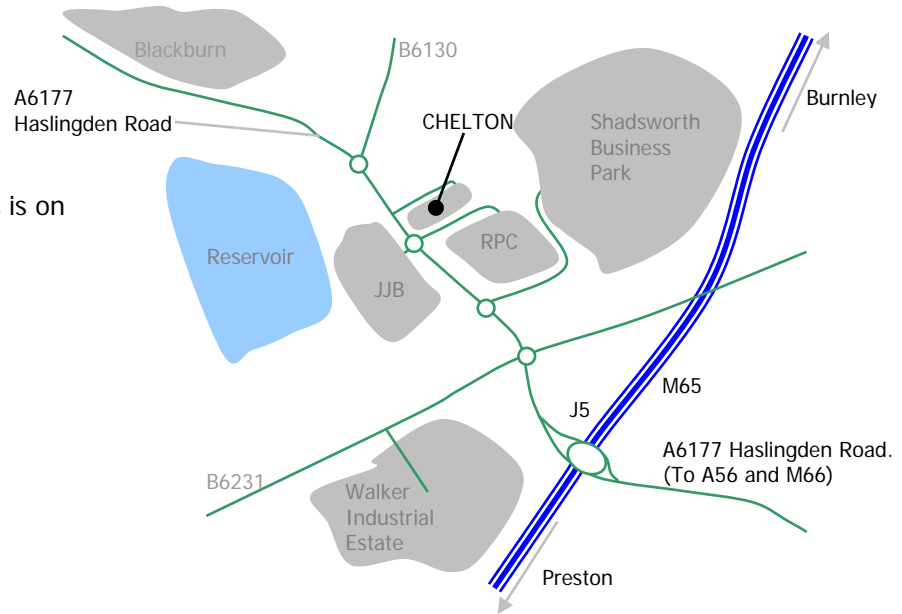 Blackburn
B6130
A6177
Haslingden Road
CHELTON
Shadsworth
Business
Park
Burnley
is on
Reservoir
RPC
JJB
M65
J5
A6177 Haslingden Road.
(To A56 and M66)
B6231
Walker
Industrial
Estate
Preston